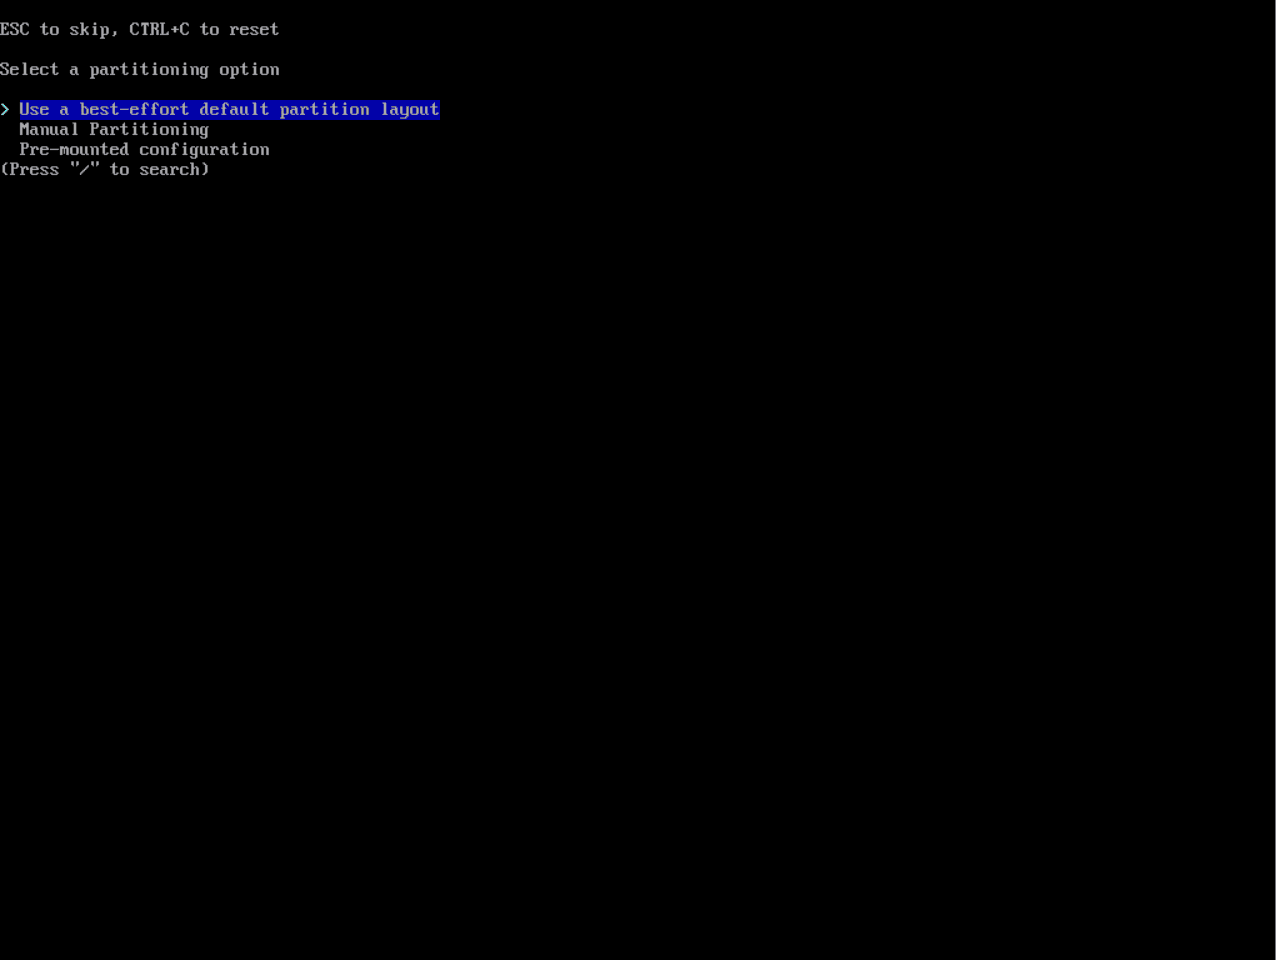 ESC to skip, CTRL+C to reset
Select a partitioning option
> Use a best-effort default partition layout
Manual Partitioning
Pre-mounted configuration
(Press "/" to search)